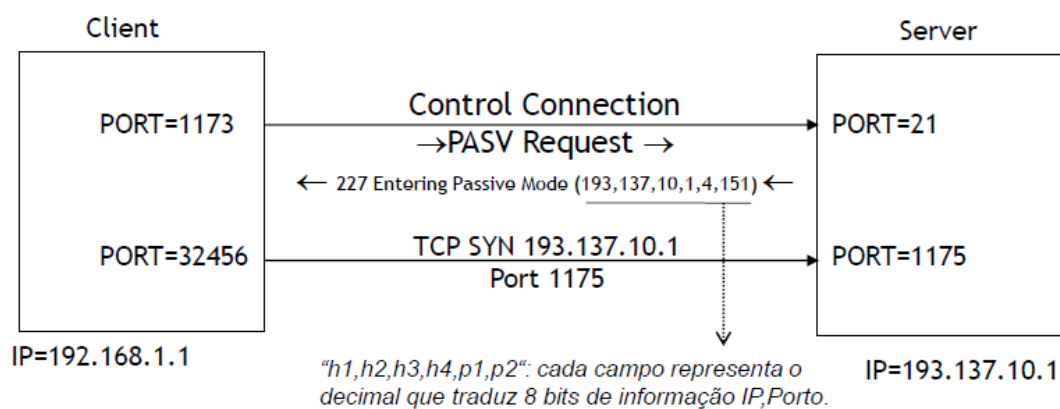 Client
Server
Control Connection
PORT=1173
PORT=21
→PASV Request →
← 227 Entering Passive Mode (193,137,10,1,4,151) ←
TCP SYN 193.137.10.1
PORT=32456
PORT=1175
Port 1175
IP=192.168.1.1
"h1,h2,h3,h4,p1,p2“: cada campo representa o
decimal que traduz 8 bits de informação IP,Porto.
IP=193.137.10.1